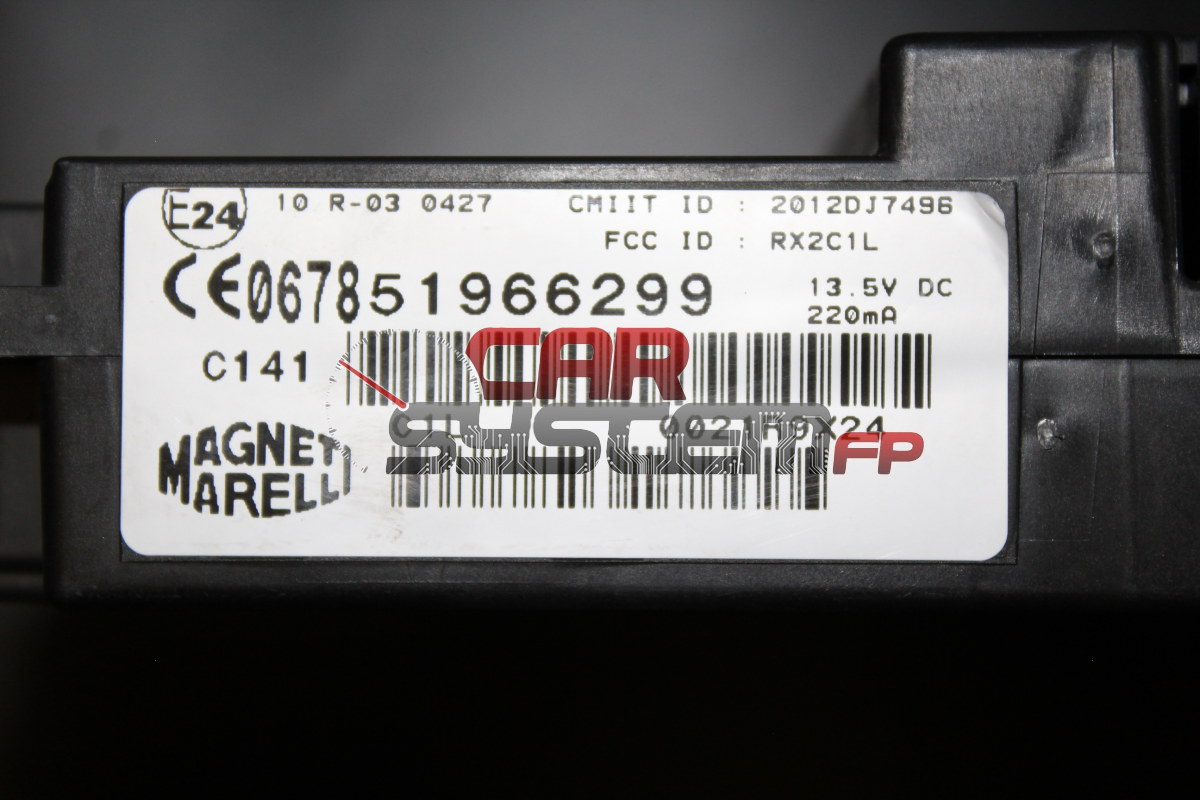 E24 10 R-03 0427 CMIIT ID : 2012DJ7496
FCC ID : RX2C1L
CE0678 51966299 13.5V DC
220mA
C141
CAR
SYSTEM FP
MAGNETI
MARELLI